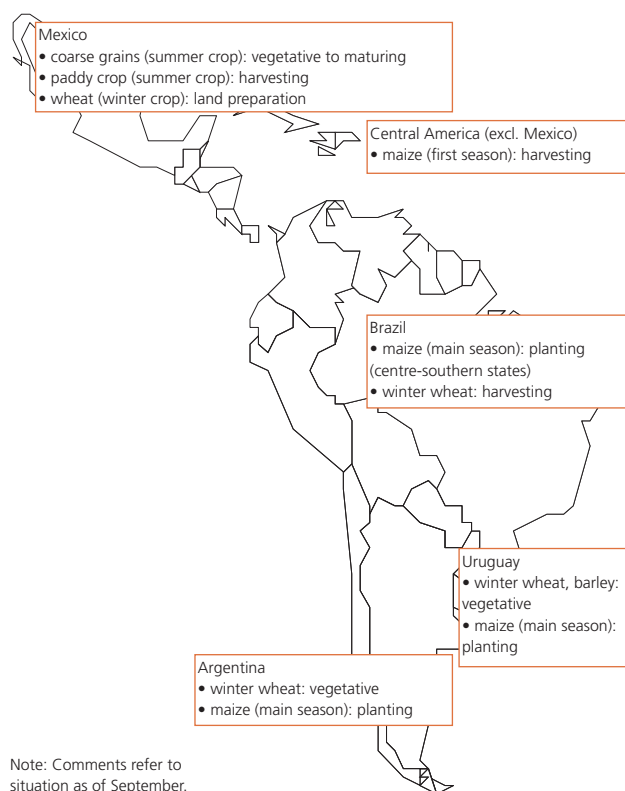 Mexico
• coarse grains (summer crop): vegetative to maturing
• paddy crop (summer crop): harvesting
• wheat (winter crop): land preparation
Central America (excl. Mexico)
• maize (first season): harvesting
Brazil
• maize (main season): planting
(centre-southern states)
• winter wheat: harvesting
Uruguay
• winter wheat, barley:
vegetative
• maize (main season):
planting
Argentina
• winter wheat: vegetative
• maize (main season): planting
Note: Comments refer to
situation as of September.